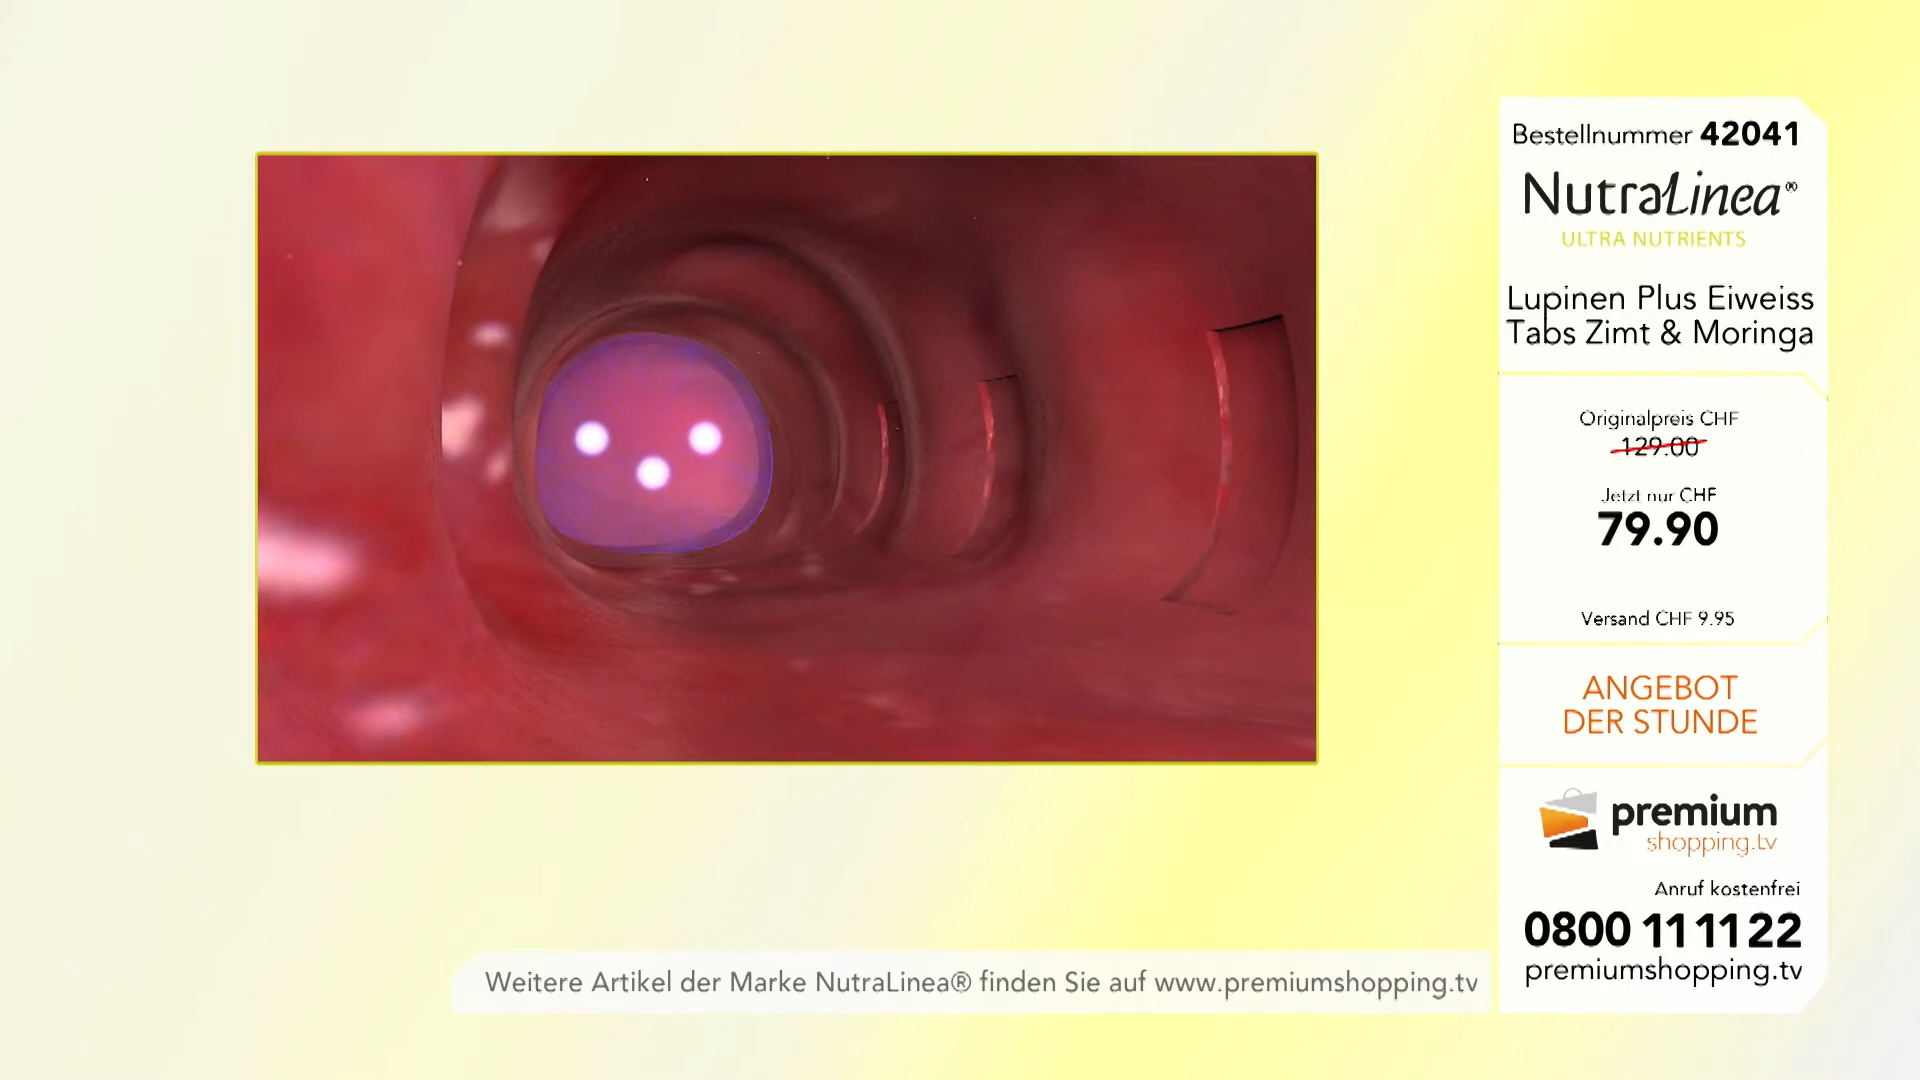 Bestellnummer 42041
NutraLinea®
ULTRA NUTRIENTS
Lupinen Plus Eiweiss
Tabs Zimt & Moringa
Originalpreis CHF
129.00
Jetzt nur CHF
79.90
Versand CHF 9.95
ANGEBOT
DER STUNDE
premium
shopping.tv
Anruf kostenfrei
0800 11 11 22
premiumshopping.tv
Weitere Artikel der Marke NutraLinea® finden Sie auf www.premiumshopping.tv